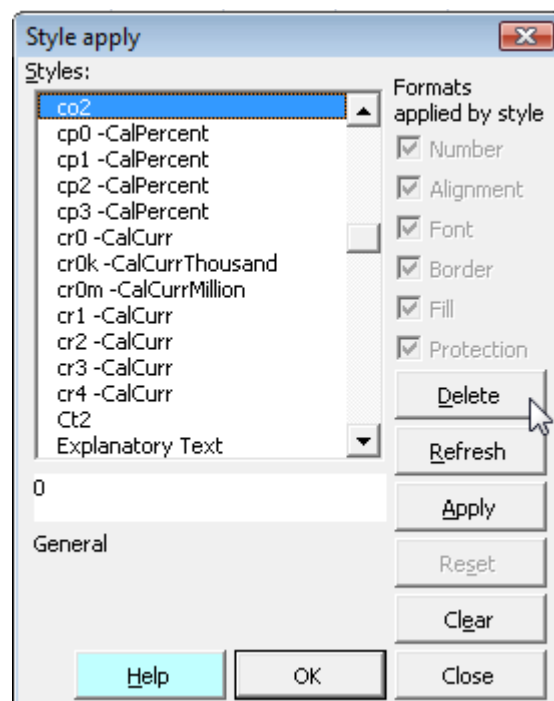 Style apply
Styles:
co2
cp0 -CalPercent
cp1 -CalPercent
cp2 -CalPercent
cp3 -CalPercent
cr0 -CalCurr
cr0k -CalCurrThousand
cr0m -CalCurrMillion
cr1 -CalCurr
cr2 -CalCurr
cr3 -CalCurr
cr4 -CalCurr
Ct2
Explanatory Text
0
General
Formats
applied by style
Number
Alignment
Font
Border
Fill
Protection
Delete
Refresh
Apply
Reset
Clear
Help
OK
Close